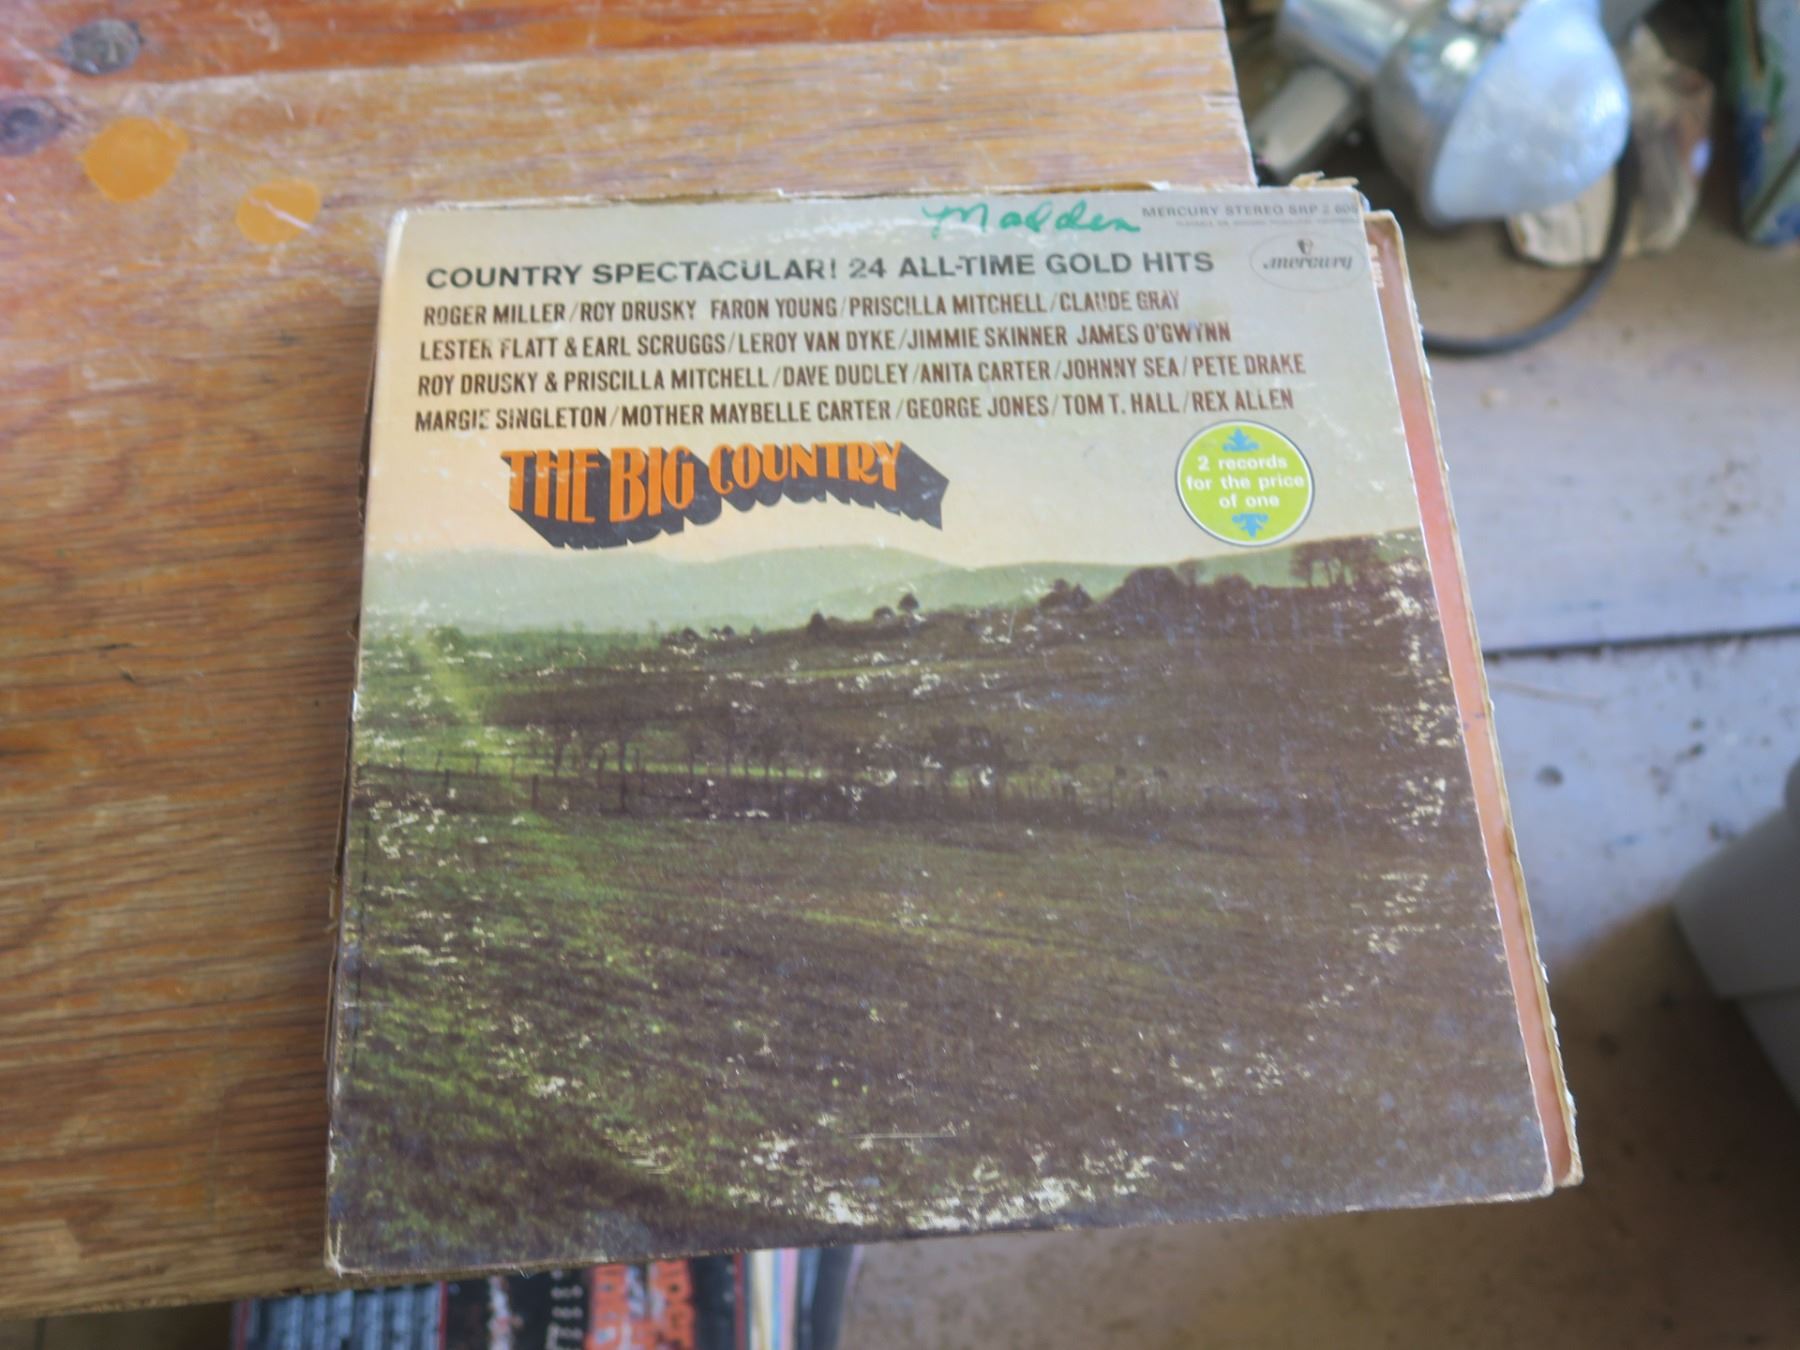 Madden
MERCURY STEREO SRP 2 605
COUNTRY SPECTACULAR! 24 ALL-TIME GOLD HITS
mercury
ROGER MILLER/ROY DRUSKY FARON YOUNG/PRISCILLA MITCHELL/CLAUDE GRAY
LESTER FLATT & EARL SCRUGGS/LEROY VAN DYKE/JIMMIE SKINNER JAMES O'GWYNN
ROY DRUSKY & PRISCILLA MITCHELL/DAVE DUDLEY/ANITA CARTER/JOHNNY SEA/PETE DRAKE
MARGIE SINGLETON/MOTHER MAYBELLE CARTER/GEORGE JONES/TOM T. HALL/REX ALLEN
THE BIG COUNTRY
2 records
for the price
of one